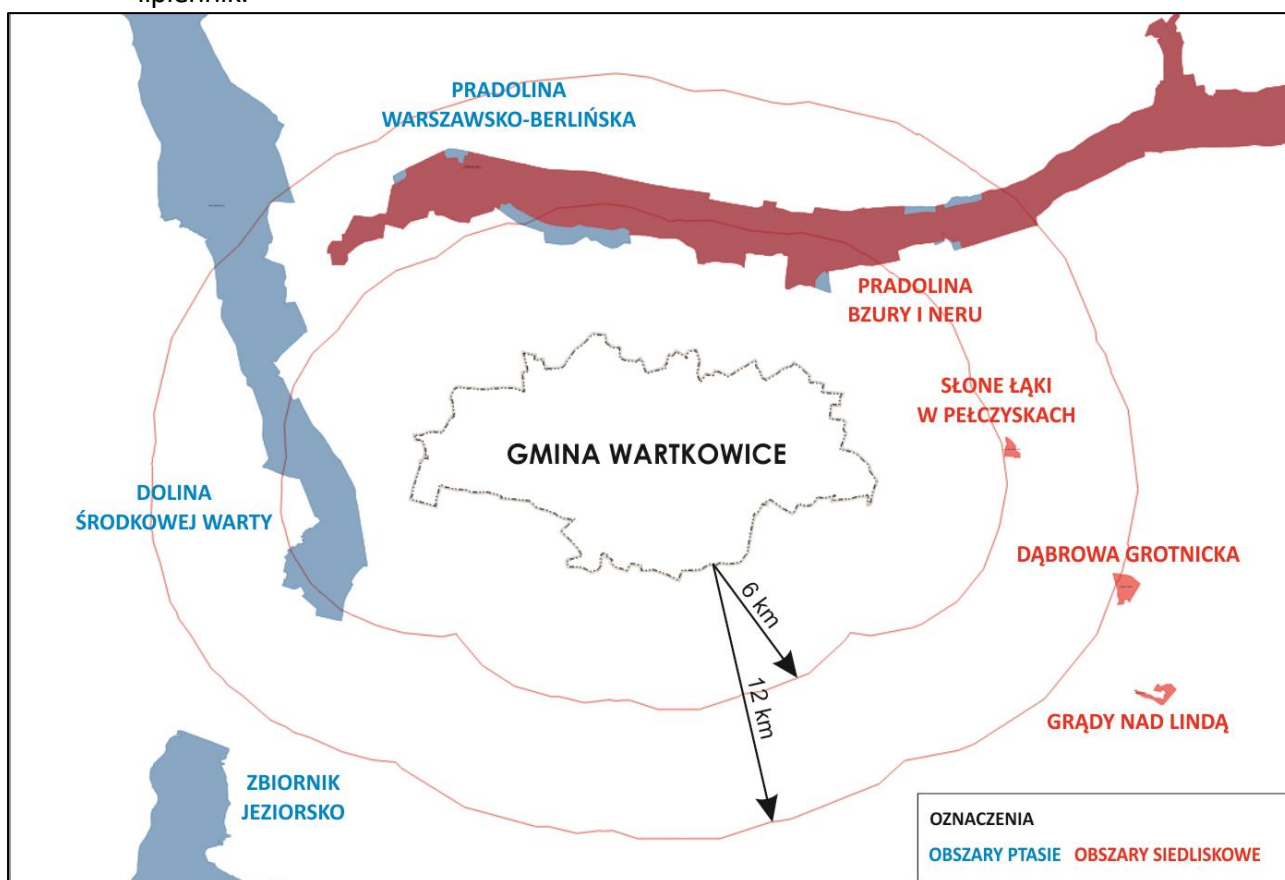 lipiennik.
PRADOLINA
WARSZAWSKO-BERLIŃSKA
PRADOLINA
BZURY I NERU
SŁONE ŁĄKI
W PEŁCZYSKACH
GMINA WARTKOWICE
DOLINA
ŚRODKOWEJ WARTY
DĄBROWA GROTNICKA
6 km
12 km
GRĄDY NAD LINDĄ
ZBIORNIK
JEZIORSKO
OZNACZENIA
OBSZARY PTASIE OBSZARY SIEDLISKOWE